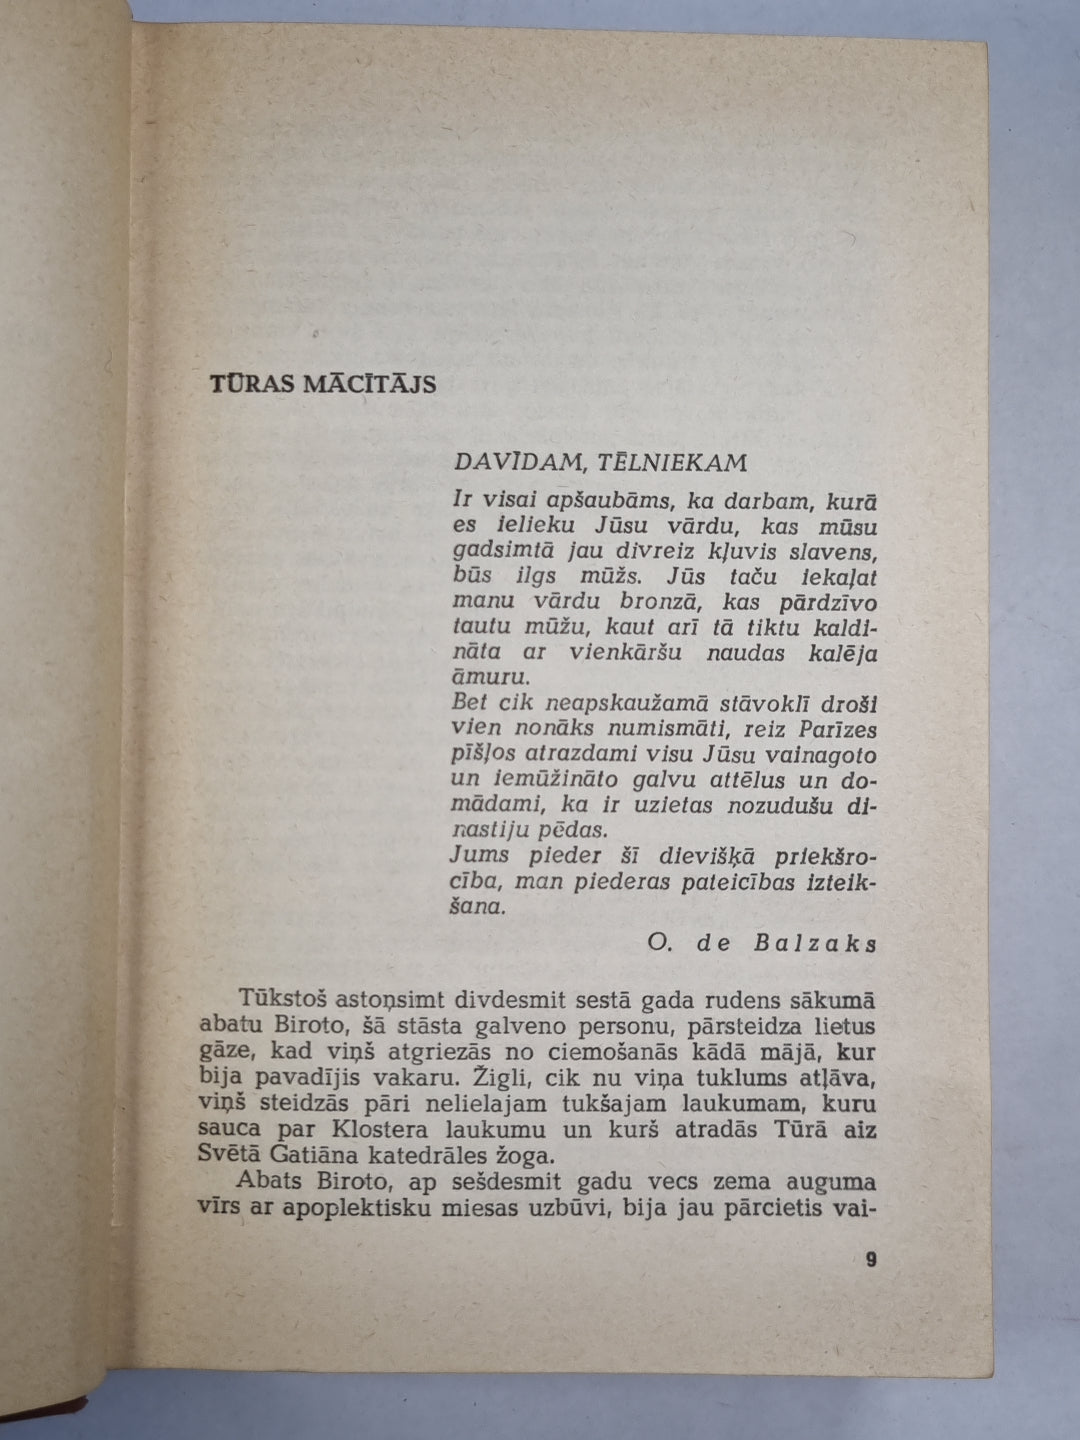 TŪRAS MĀCĪTĀJS
DAVĪDAM, TĒLNIEKAM
Ir visai apšaubāms, ka darbam, kurā
es ielieku Jūsu vārdu, kas mūsu
gadsimtā jau divreiz kļuvis slavens,
būs ilgs mūžs. Jūs taču iekaļat
manu vārdu bronzā, kas pārdzīvo
tautu mūžu, kaut arī tā tiktu kaldi-
nāta ar vienkāršu naudas kalēja
āmuru.
Bet cik neapskaužamā stāvoklī droši
vien nonāks numismāti, reiz Parīzes
pīšļos atrazdami visu Jūsu vainagoto
un iemūžināto galvu attēlus un do-
mādami, ka ir uzietas nozudušu di-
nastiju pēdas.
Jums pieder šī dievišķā priekšro-
cība, man piederas pateicības izteik-
šana.
O. de Balzaks
Tūkstoš astoņsimt divdesmit sestā gada rudens sākumā
abatu Biroto, šā stāsta galveno personu, pārsteidza lietus
gāze, kad viņš atgriezās no ciemošanās kādā mājā, kur
bija pavadījis vakaru. Žigli, cik nu viņa tuklums atļāva,
viņš steidzās pāri nelielajam tukšajam laukumam, kuru
sauca par Klostera laukumu un kurš atradās Tūrā aiz
Svētā Gatiāna katedrāles žoga.
Abats Biroto, ap sešdesmit gadu vecs zema auguma
vīrs ar apoplektisku miesas uzbūvi, bija jau pārcietis vai-
9